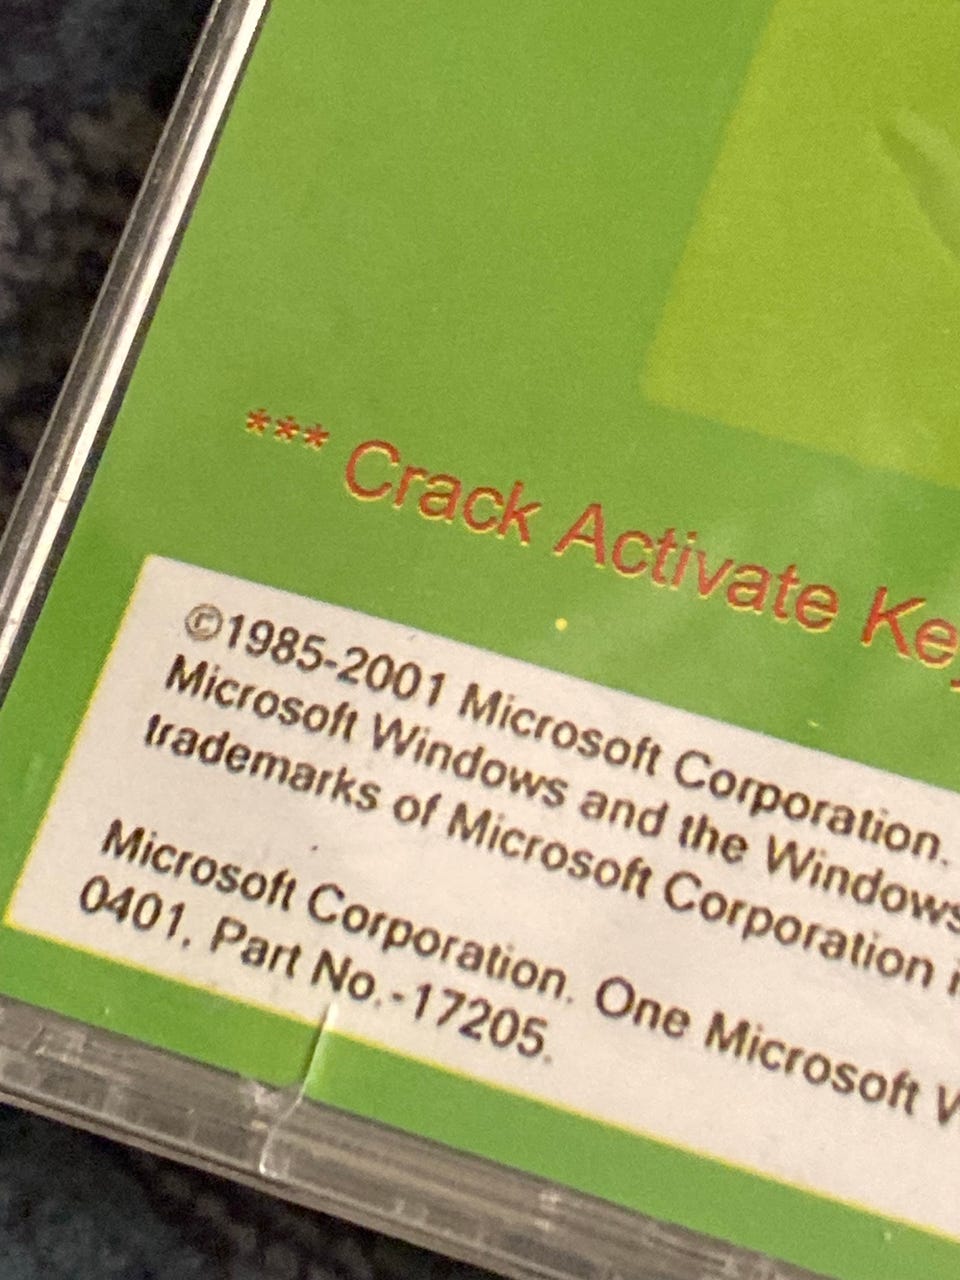 *** Crack Activate Key
©1985-2001 Microsoft Corporation.
Microsoft Windows and the Windows
trademarks of Microsoft Corporation
Microsoft Corporation. One Microsoft
0401. Part No.-17205.